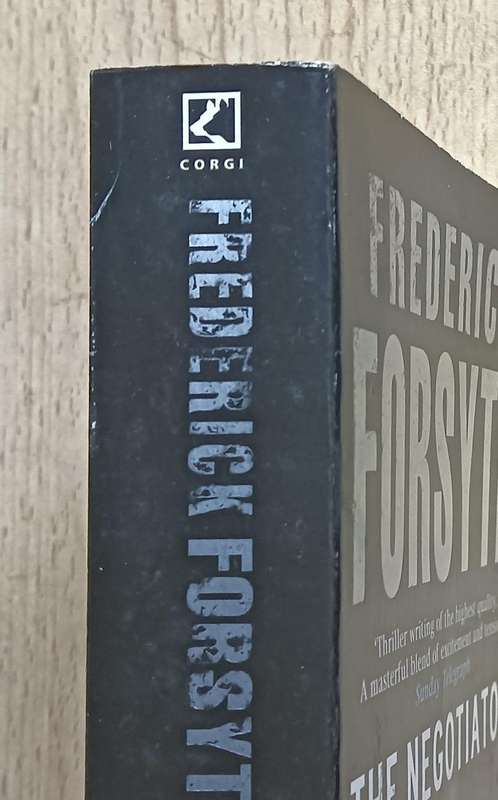 CORGI
FREDERICK FORSYT
FREDERIC
FORSYT
'Thriller writing of the highest quality
A masterful blend of excitement and
Sunday Telegraph
THE NEGOTIATO